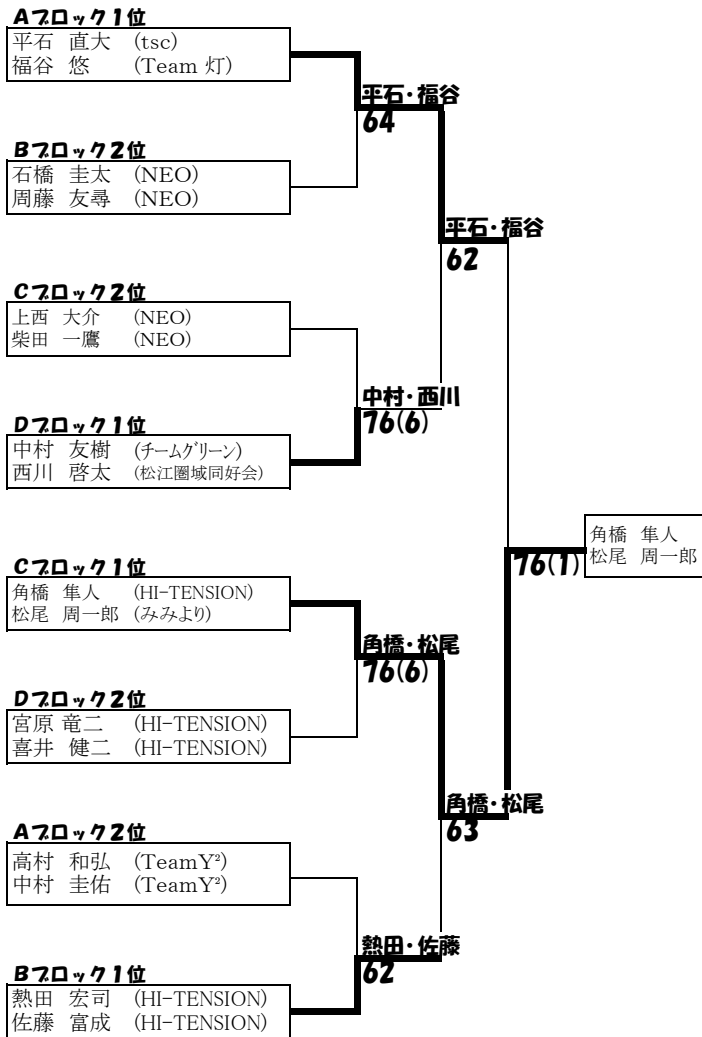 Aブロック1位
平石 直大 (tsc)
福谷 悠 (Team 灯)
平石・福谷
64
Bブロック2位
石橋 圭太 (NEO)
周藤 友尋 (NEO)
平石・福谷
62
Cブロック2位
上西 大介 (NEO)
柴田 一鷹 (NEO)
中村・西川
76(6)
Dブロック1位
中村 友樹 (チームグリーン)
西川 啓太 (松江圏域同好会)
角橋 隼人
松尾 周一郎
76(1)
Cブロック1位
角橋 隼人 (HI-TENSION)
松尾 周一郎 (みみより)
角橋・松尾
76(6)
Dブロック2位
宮原 竜二 (HI-TENSION)
喜井 健二 (HI-TENSION)
角橋・松尾
63
Aブロック2位
高村 和弘 (TeamY²)
中村 圭佑 (TeamY²)
熱田・佐藤
62
Bブロック1位
熱田 宏司 (HI-TENSION)
佐藤 富成 (HI-TENSION)